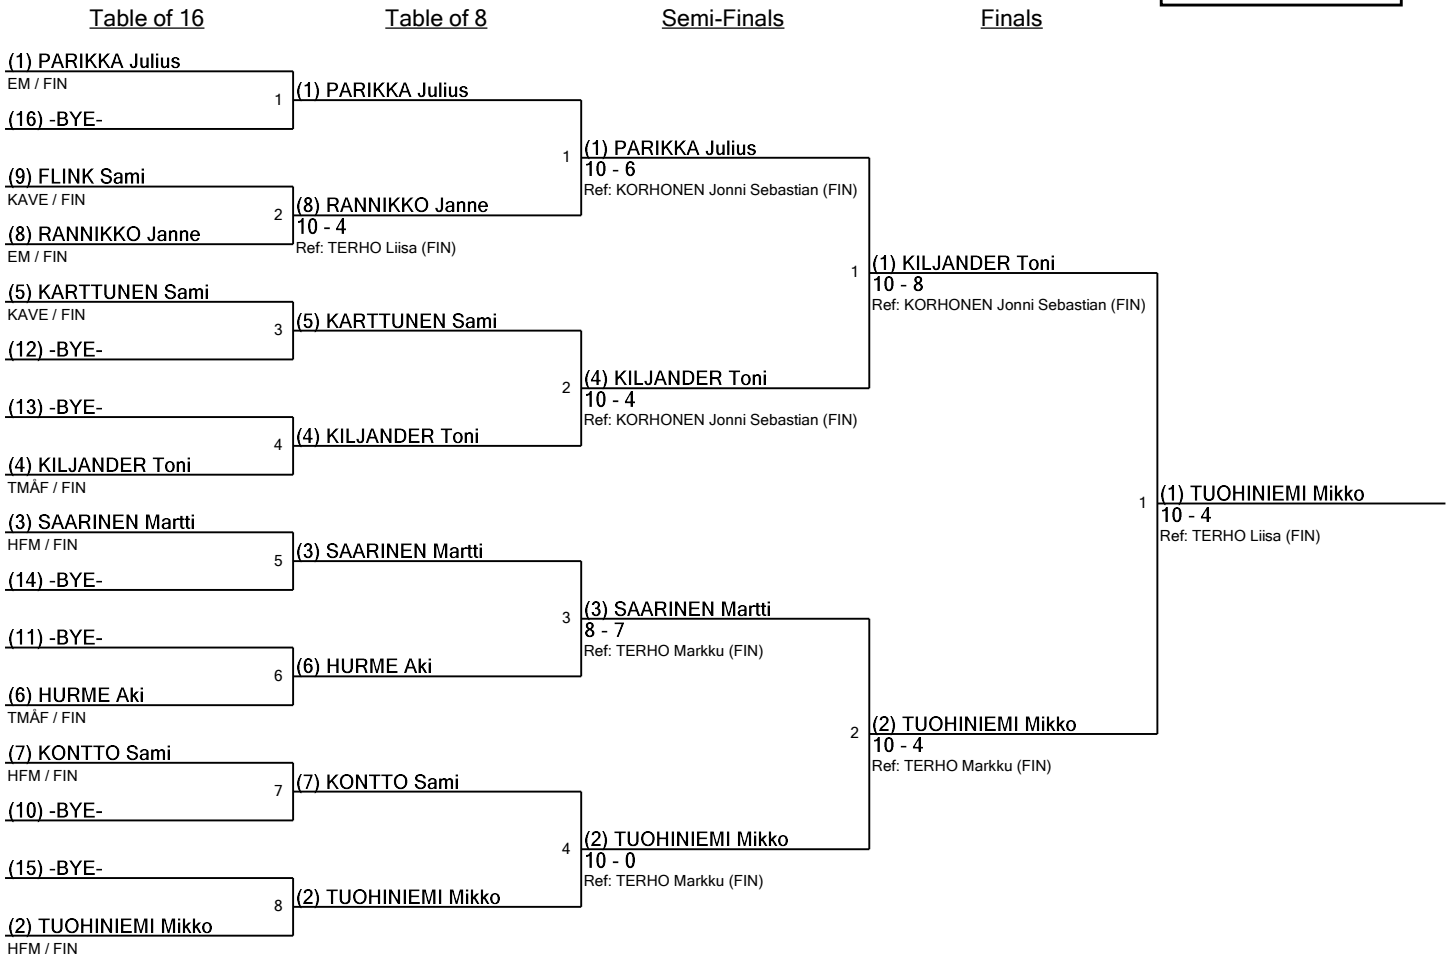 Table of 16
Table of 8
Semi-Finals
Finals
(1) PARIKKA Julius
EM / FIN
1
(16) -BYE-
(9) FLINK Sami
KAVE / FIN
2
(8) RANNIKKO Janne
EM / FIN
(5) KARTTUNEN Sami
KAVE / FIN
3
(12) -BYE-
(13) -BYE-
4
(4) KILJANDER Toni
TMÅF / FIN
(3) SAARINEN Martti
HFM / FIN
5
(14) -BYE-
(11) -BYE-
6
(6) HURME Aki
TMÅF / FIN
(7) KONTTO Sami
HFM / FIN
7
(10) -BYE-
(15) -BYE-
8
(2) TUOHINIEMI Mikko
HFM / FIN
(1) PARIKKA Julius
1
(8) RANNIKKO Janne
10 - 4
Ref: TERHO Liisa (FIN)
(5) KARTTUNEN Sami
2
(4) KILJANDER Toni
(3) SAARINEN Martti
3
(6) HURME Aki
(7) KONTTO Sami
4
(2) TUOHINIEMI Mikko
(1) PARIKKA Julius
10 - 6
Ref: KORHONEN Jonni Sebastian (FIN)
1
(4) KILJANDER Toni
10 - 4
Ref: KORHONEN Jonni Sebastian (FIN)
(3) SAARINEN Martti
8 - 7
Ref: TERHO Markku (FIN)
2
(2) TUOHINIEMI Mikko
10 - 0
Ref: TERHO Markku (FIN)
(1) KILJANDER Toni
10 - 8
Ref: KORHONEN Jonni Sebastian (FIN)
1
(2) TUOHINIEMI Mikko
10 - 4
Ref: TERHO Markku (FIN)
(1) TUOHINIEMI Mikko
10 - 4
Ref: TERHO Liisa (FIN)